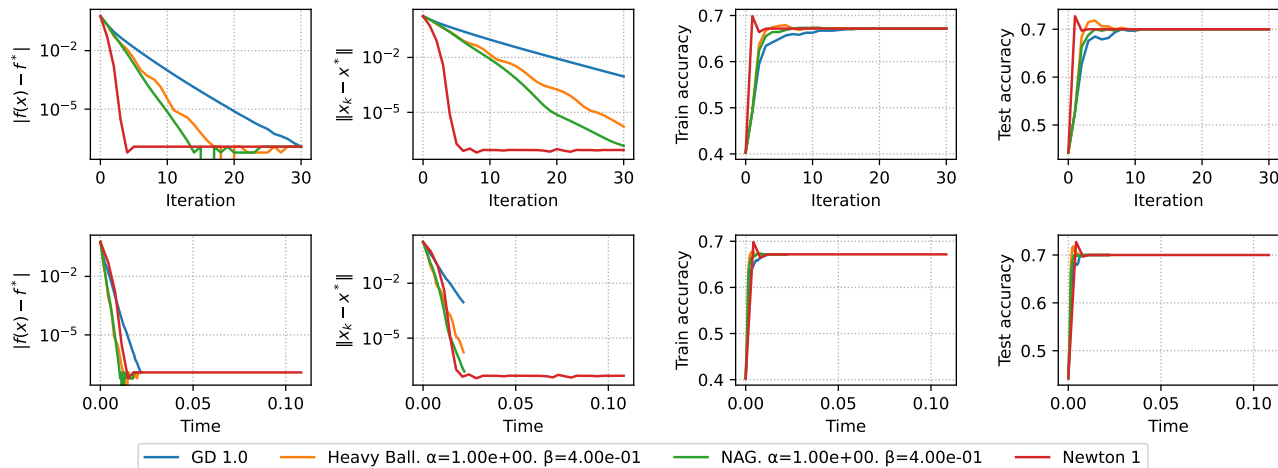 10⁻²
10⁻⁵
|f(x) − f*|
0 10 20 30
Iteration
10⁻²
10⁻⁵
‖xₖ − x*‖
0 10 20 30
Iteration
0.7
0.6
0.5
0.4
Train accuracy
0 10 20 30
Iteration
0.7
0.6
0.5
Test accuracy
0 10 20 30
Iteration
10⁻²
10⁻⁵
|f(x) − f*|
0.00 0.05 0.10
Time
10⁻²
10⁻⁵
‖xₖ − x*‖
0.00 0.05 0.10
Time
0.7
0.6
0.5
0.4
Train accuracy
0.00 0.05 0.10
Time
0.7
0.6
0.5
Test accuracy
0.00 0.05 0.10
Time
GD 1.0 Heavy Ball. α=1.00e+00. β=4.00e-01 NAG. α=1.00e+00. β=4.00e-01 Newton 1